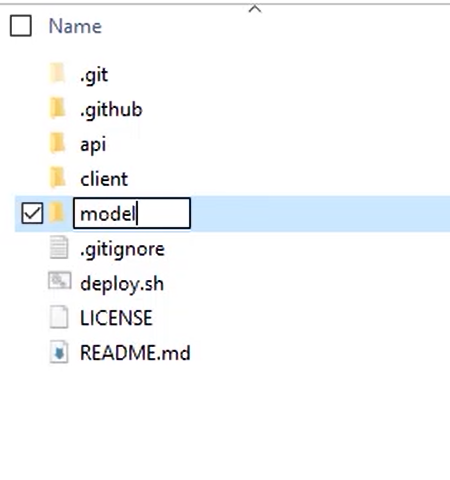 Name
.git
.github
api
client
model
.gitignore
deploy.sh
LICENSE
README.md